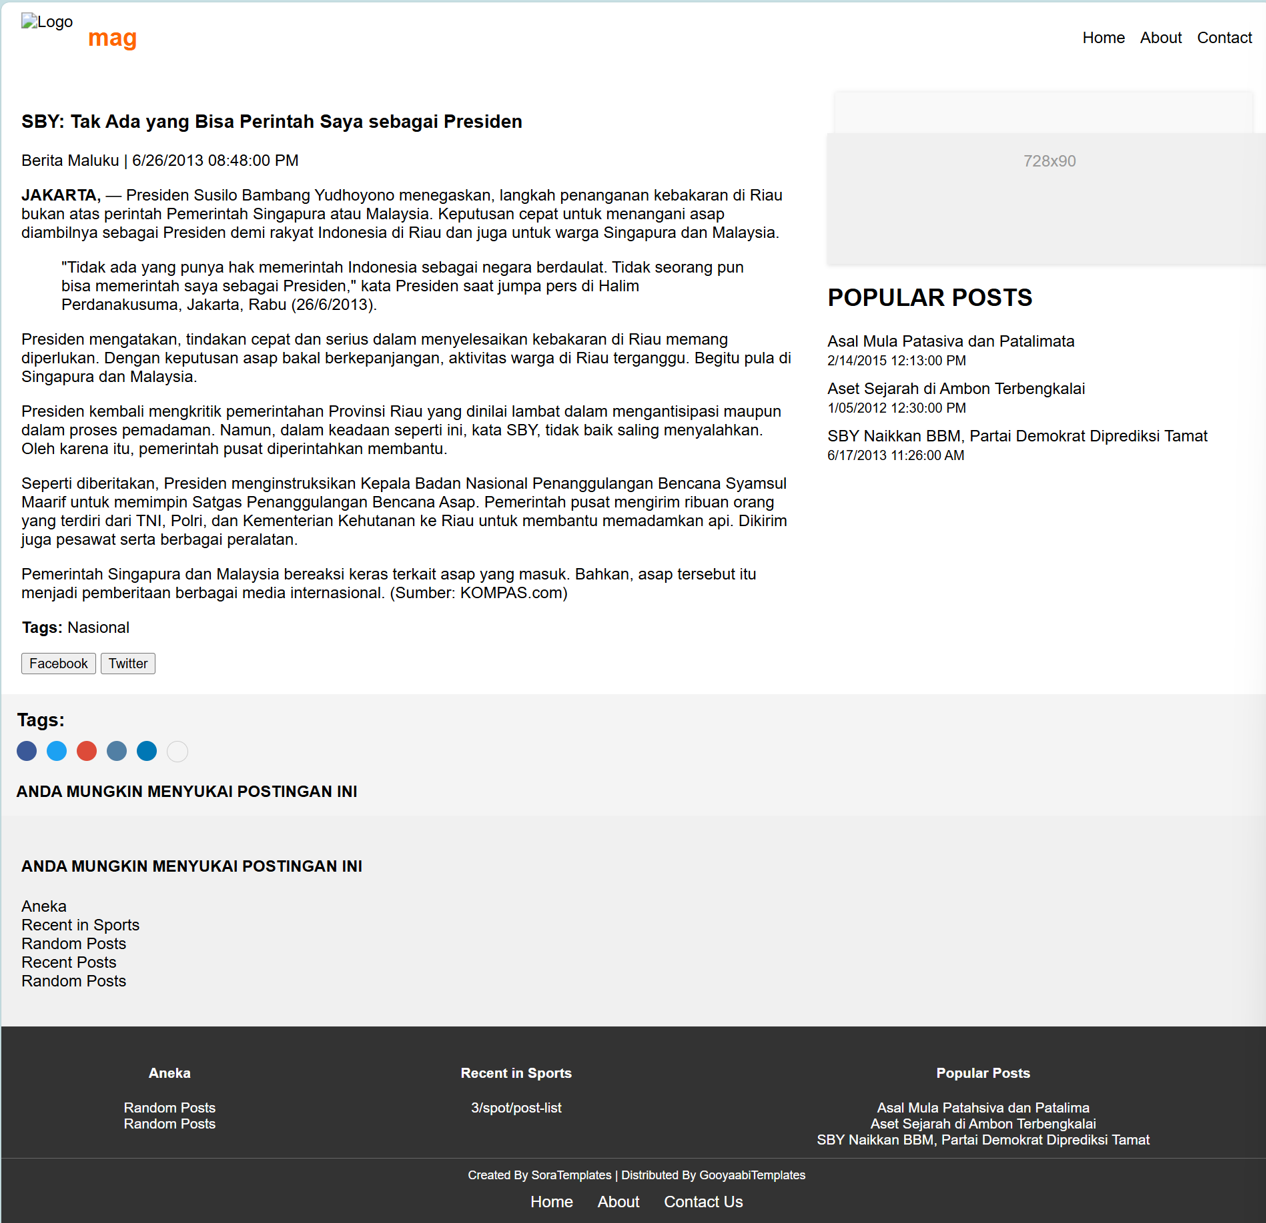 Logo
mag
Home About Contact
SBY: Tak Ada yang Bisa Perintah Saya sebagai Presiden
Berita Maluku | 6/26/2013 08:48:00 PM
JAKARTA, — Presiden Susilo Bambang Yudhoyono menegaskan, langkah penanganan kebakaran di Riau
bukan atas perintah Pemerintah Singapura atau Malaysia. Keputusan cepat untuk menangani asap
diambilnya sebagai Presiden demi rakyat Indonesia di Riau dan juga untuk warga Singapura dan Malaysia.
"Tidak ada yang punya hak memerintah Indonesia sebagai negara berdaulat. Tidak seorang pun
bisa memerintah saya sebagai Presiden," kata Presiden saat jumpa pers di Halim
Perdanakusuma, Jakarta, Rabu (26/6/2013).
Presiden mengatakan, tindakan cepat dan serius dalam menyelesaikan kebakaran di Riau memang
diperlukan. Dengan keputusan asap bakal berkepanjangan, aktivitas warga di Riau terganggu. Begitu pula di
Singapura dan Malaysia.
Presiden kembali mengkritik pemerintahan Provinsi Riau yang dinilai lambat dalam mengantisipasi maupun
dalam proses pemadaman. Namun, dalam keadaan seperti ini, kata SBY, tidak baik saling menyalahkan.
Oleh karena itu, pemerintah pusat diperintahkan membantu.
Seperti diberitakan, Presiden menginstruksikan Kepala Badan Nasional Penanggulangan Bencana Syamsul
Maarif untuk memimpin Satgas Penanggulangan Bencana Asap. Pemerintah pusat mengirim ribuan orang
yang terdiri dari TNI, Polri, dan Kementerian Kehutanan ke Riau untuk membantu memadamkan api. Dikirim
juga pesawat serta berbagai peralatan.
Pemerintah Singapura dan Malaysia bereaksi keras terkait asap yang masuk. Bahkan, asap tersebut itu
menjadi pemberitaan berbagai media internasional. (Sumber: KOMPAS.com)
Tags: Nasional
Facebook Twitter
728x90
POPULAR POSTS
Asal Mula Patasiva dan Patalimata
2/14/2015 12:13:00 PM
Aset Sejarah di Ambon Terbengkalai
1/05/2012 12:30:00 PM
SBY Naikkan BBM, Partai Demokrat Diprediksi Tamat
6/17/2013 11:26:00 AM
Tags:
ANDA MUNGKIN MENYUKAI POSTINGAN INI
ANDA MUNGKIN MENYUKAI POSTINGAN INI
Aneka
Recent in Sports
Random Posts
Recent Posts
Random Posts
Aneka
Random Posts
Random Posts
Recent in Sports
3/spot/post-list
Popular Posts
Asal Mula Patahsiva dan Patalima
Aset Sejarah di Ambon Terbengkalai
SBY Naikkan BBM, Partai Demokrat Diprediksi Tamat
Created By SoraTemplates | Distributed By GooyaabiTemplates
Home About Contact Us